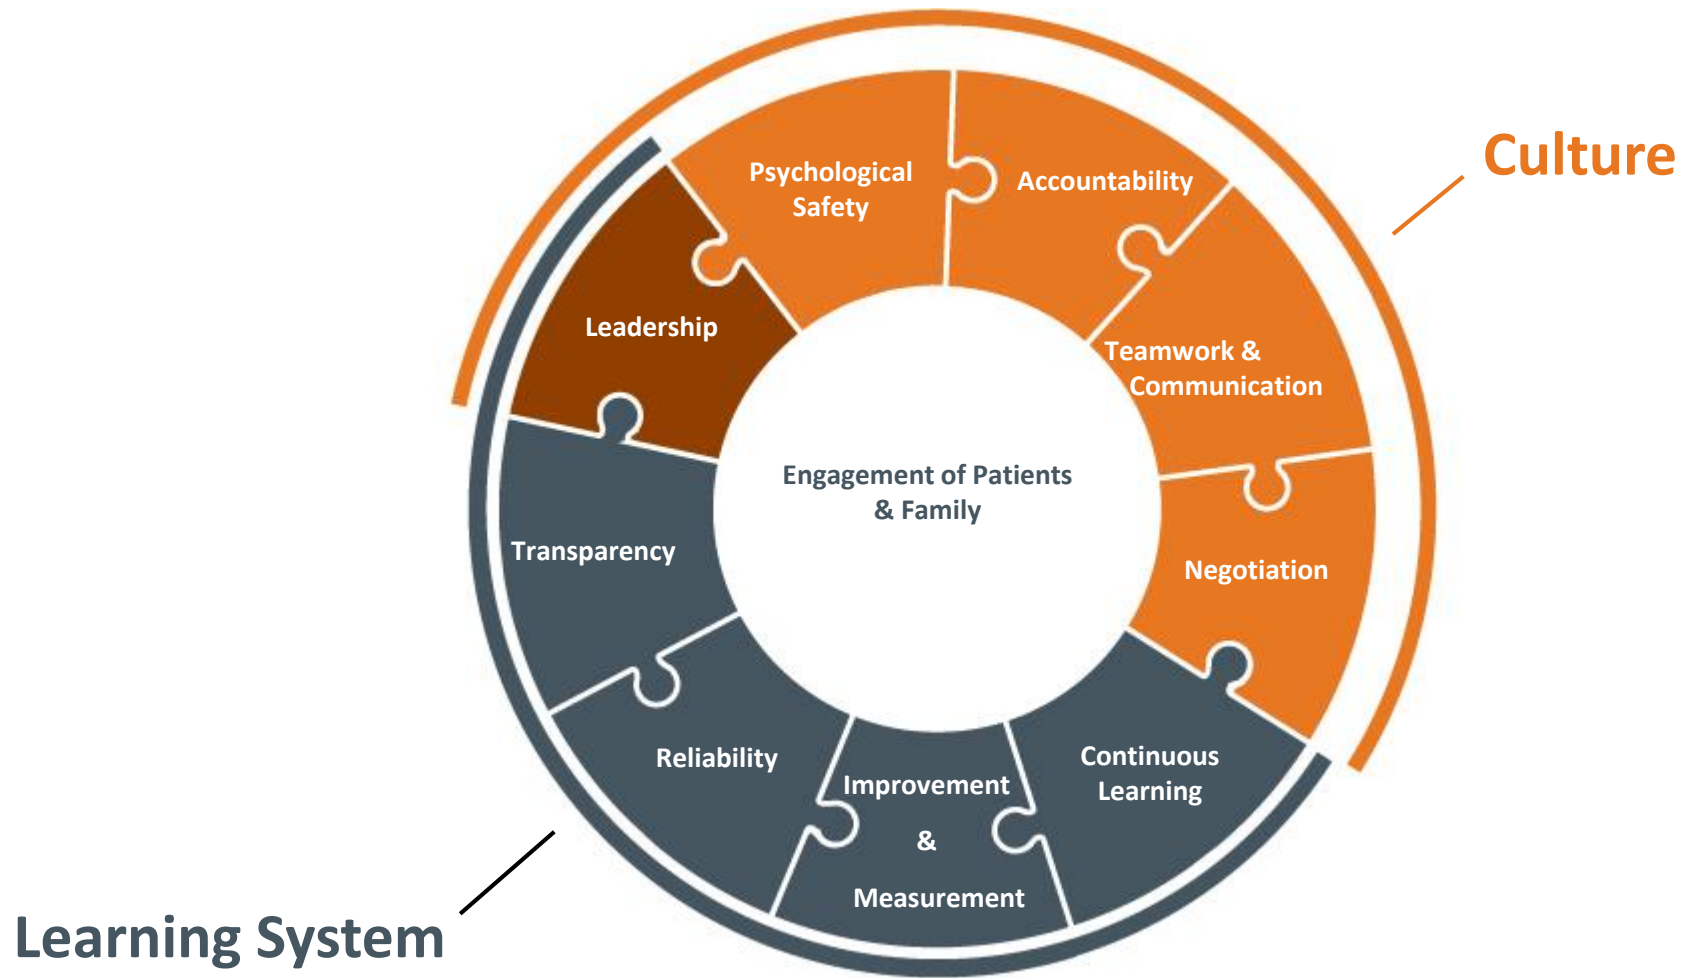 Culture
Psychological
Safety
Accountability
Leadership
Teamwork &
Communication
Engagement of Patients
& Family
Transparency
Negotiation
Reliability
Improvement
&
Measurement
Continuous
Learning
Learning System